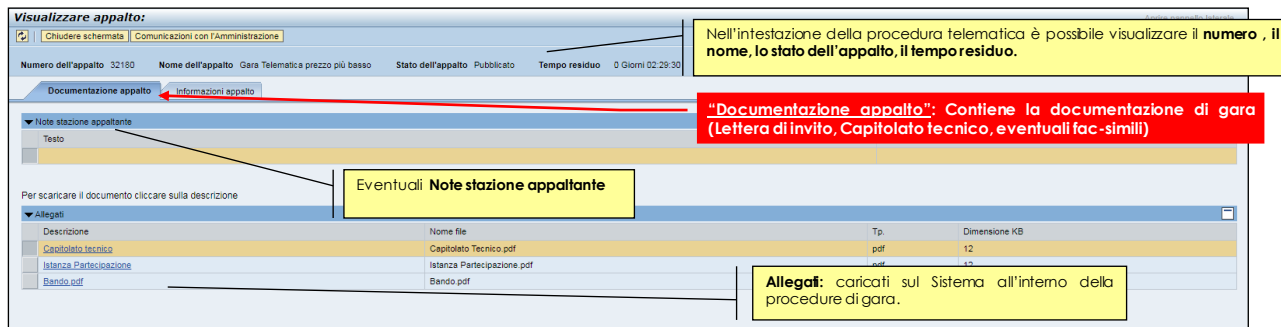 Visualizzare appalto:
Aprire pannello laterale
Chiudere schermata Comunicazioni con l'Amministrazione
Nell'intestazione della procedura telematica è possibile visualizzare il numero , il
nome, lo stato dell'appalto, il tempo residuo.
Numero dell'appalto 32180 Nome dell'appalto Gara Telematica prezzo più basso Stato dell'appalto Pubblicato Tempo residuo 0 Giorni 02:29:30
Documentazione appalto Informazioni appalto
"Documentazione appalto": Contiene la documentazione di gara
(Lettera di invito, Capitolato tecnico, eventuali fac-simili)
Note stazione appaltante
Testo
Eventuali Note stazione appaltante
Per scaricare il documento cliccare sulla descrizione
Allegati
Descrizione Nome file Tp. Dimensione KB
Capitolato tecnico Capitolato Tecnico.pdf pdf 12
Istanza Partecipazione Istanza Partecipazione.pdf pdf 12
Bando.pdf Bando.pdf
Allegati: caricati sul Sistema all'interno della
procedure di gara.